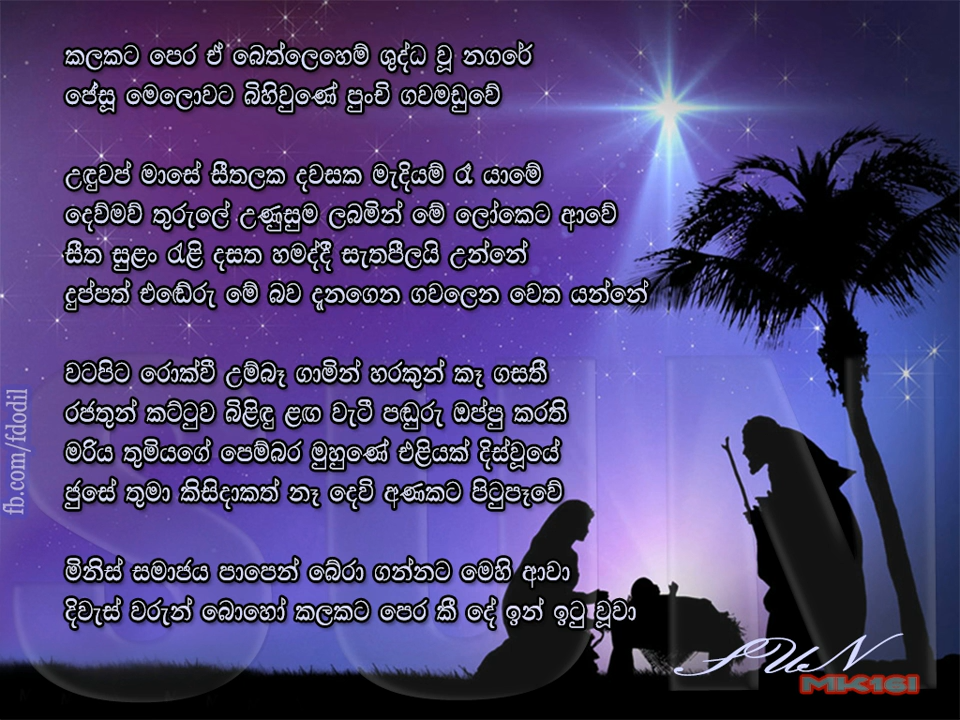 කලකට පෙර ඒ බෙත්ලෙහෙම් ශුද්ධ වූ නගරේ
ජේසූ මෙලොවට බිහිවුණේ පුංචි ගවමඩුවේ
උඳුවප් මාසේ සීතලක දවසක මැදියම් රෑ යාමේ
දෙව්මව් තුරුලේ උණුසුම ලබමින් මේ ලෝකෙට ආවේ
සීත සුළං රැළි දසත හමද්දී සැතපීලයි උන්නේ
දුප්පත් එඬේරු මේ බව දැනගෙන ගවලෙන වෙත යන්නේ
වටපිට රොක්වී උම්බෑ ගාමින් හරකුන් කෑ ගසතී
රජතුන් කට්ටුව බිළිඳු ළඟ වැටී පඬුරු ඔප්පු කරති
මරිය තුමියගේ පෙම්බර මුහුණේ එළියක් දිස්වූයේ
ජුසේ තුමා කිසිදාකත් නෑ දෙවි අණකට පිටුපෑවේ
මිනිස් සමාජය පාපෙන් බේරා ගන්නට මෙහි ආවා
දිවැස් වරුන් බොහෝ කලකට පෙර කී දේ ඉන් ඉටු වූවා
fb.com/fdodil
SUN
SUN
MK16I